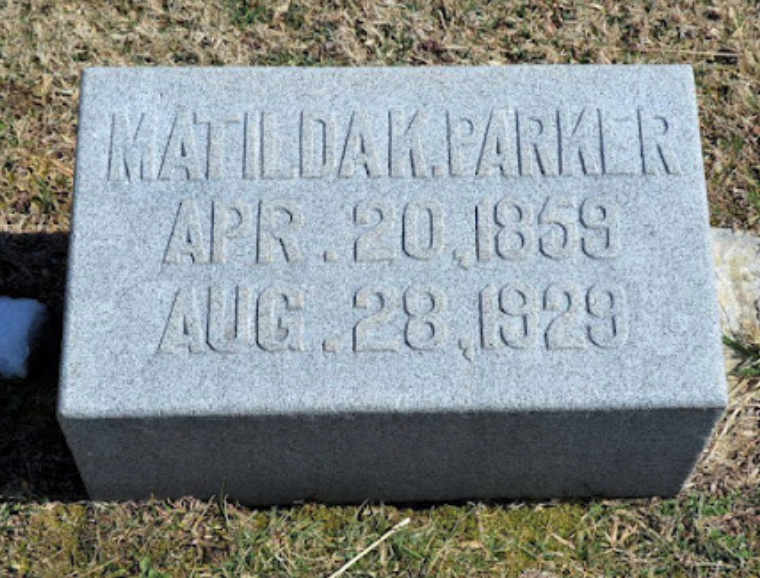 MATILDA K. PARKER
APR. 20, 1859
AUG. 28, 1929